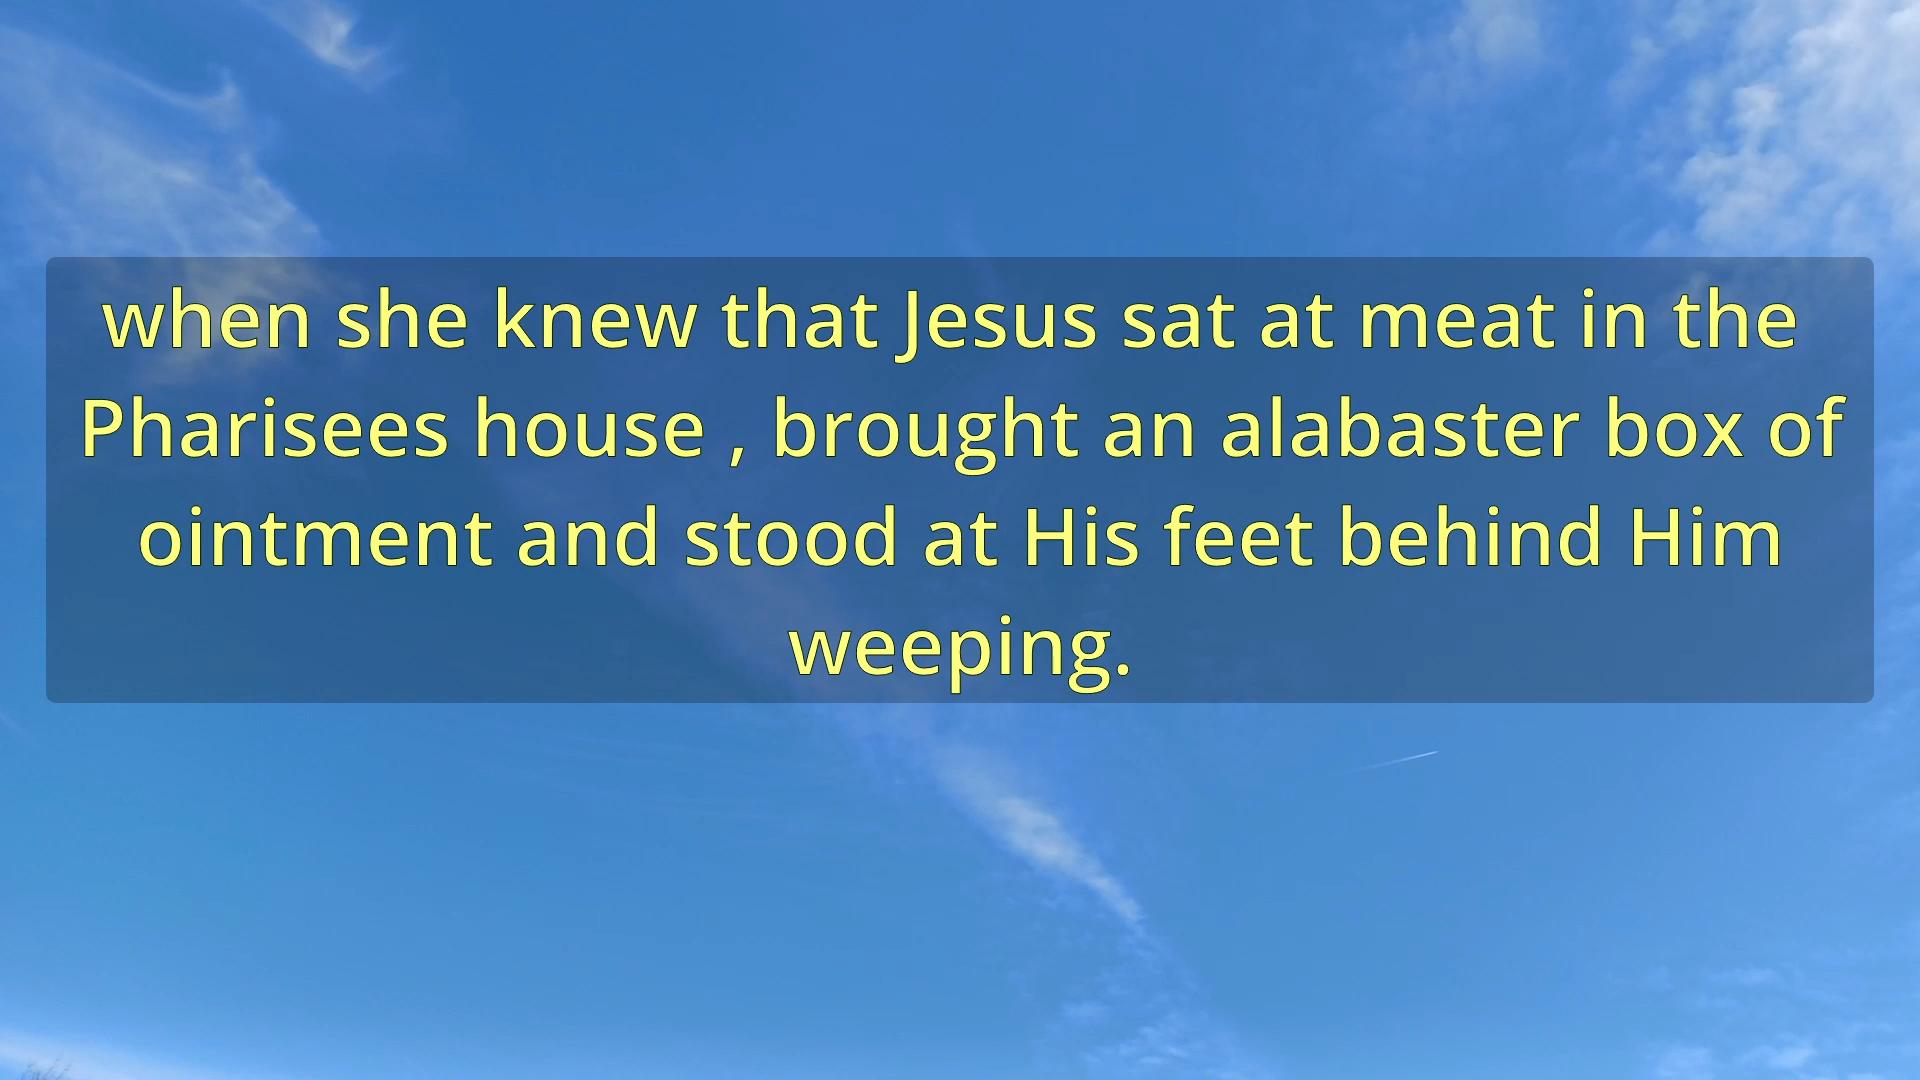 when she knew that Jesus sat at meat in the
Pharisees house , brought an alabaster box of
ointment and stood at His feet behind Him
weeping.